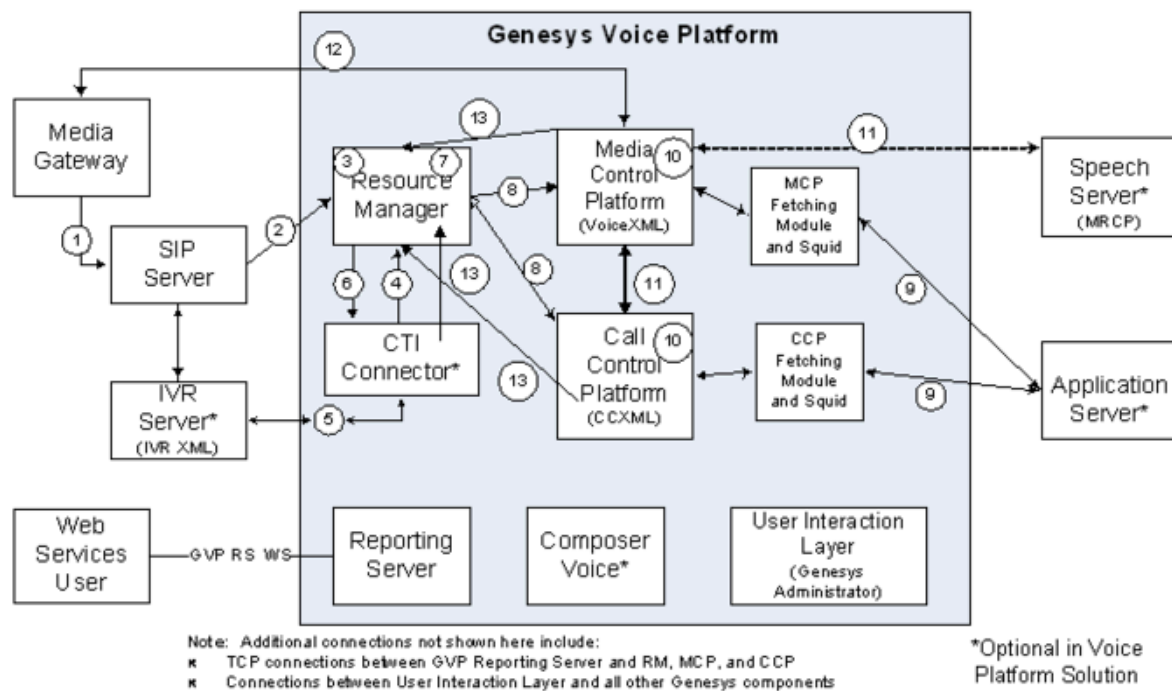 Genesys Voice Platform
12
Media
Gateway
1
SIP
Server
2
IVR
Server*
(IVR XML)
5
3
7
Resource
Manager
13
8
8
6
4
13
13
CTI
Connector*
Media
Control
Platform
(VoiceXML)
10
11
Call
Control
Platform
(CCXML)
10
MCP
Fetching
Module
and Squid
CCP
Fetching
Module
and Squid
11
9
9
Speech
Server*
(MRCP)
Application
Server*
Web
Services
User
GVP RS WS
Reporting
Server
Composer
Voice*
User Interaction
Layer
(Genesys
Administrator)
Note: Additional connections not shown here include:
ж TCP connections between GVP Reporting Server and RM, MCP, and CCP
ж Connections between User Interaction Layer and all other Genesys components
*Optional in Voice
Platform Solution